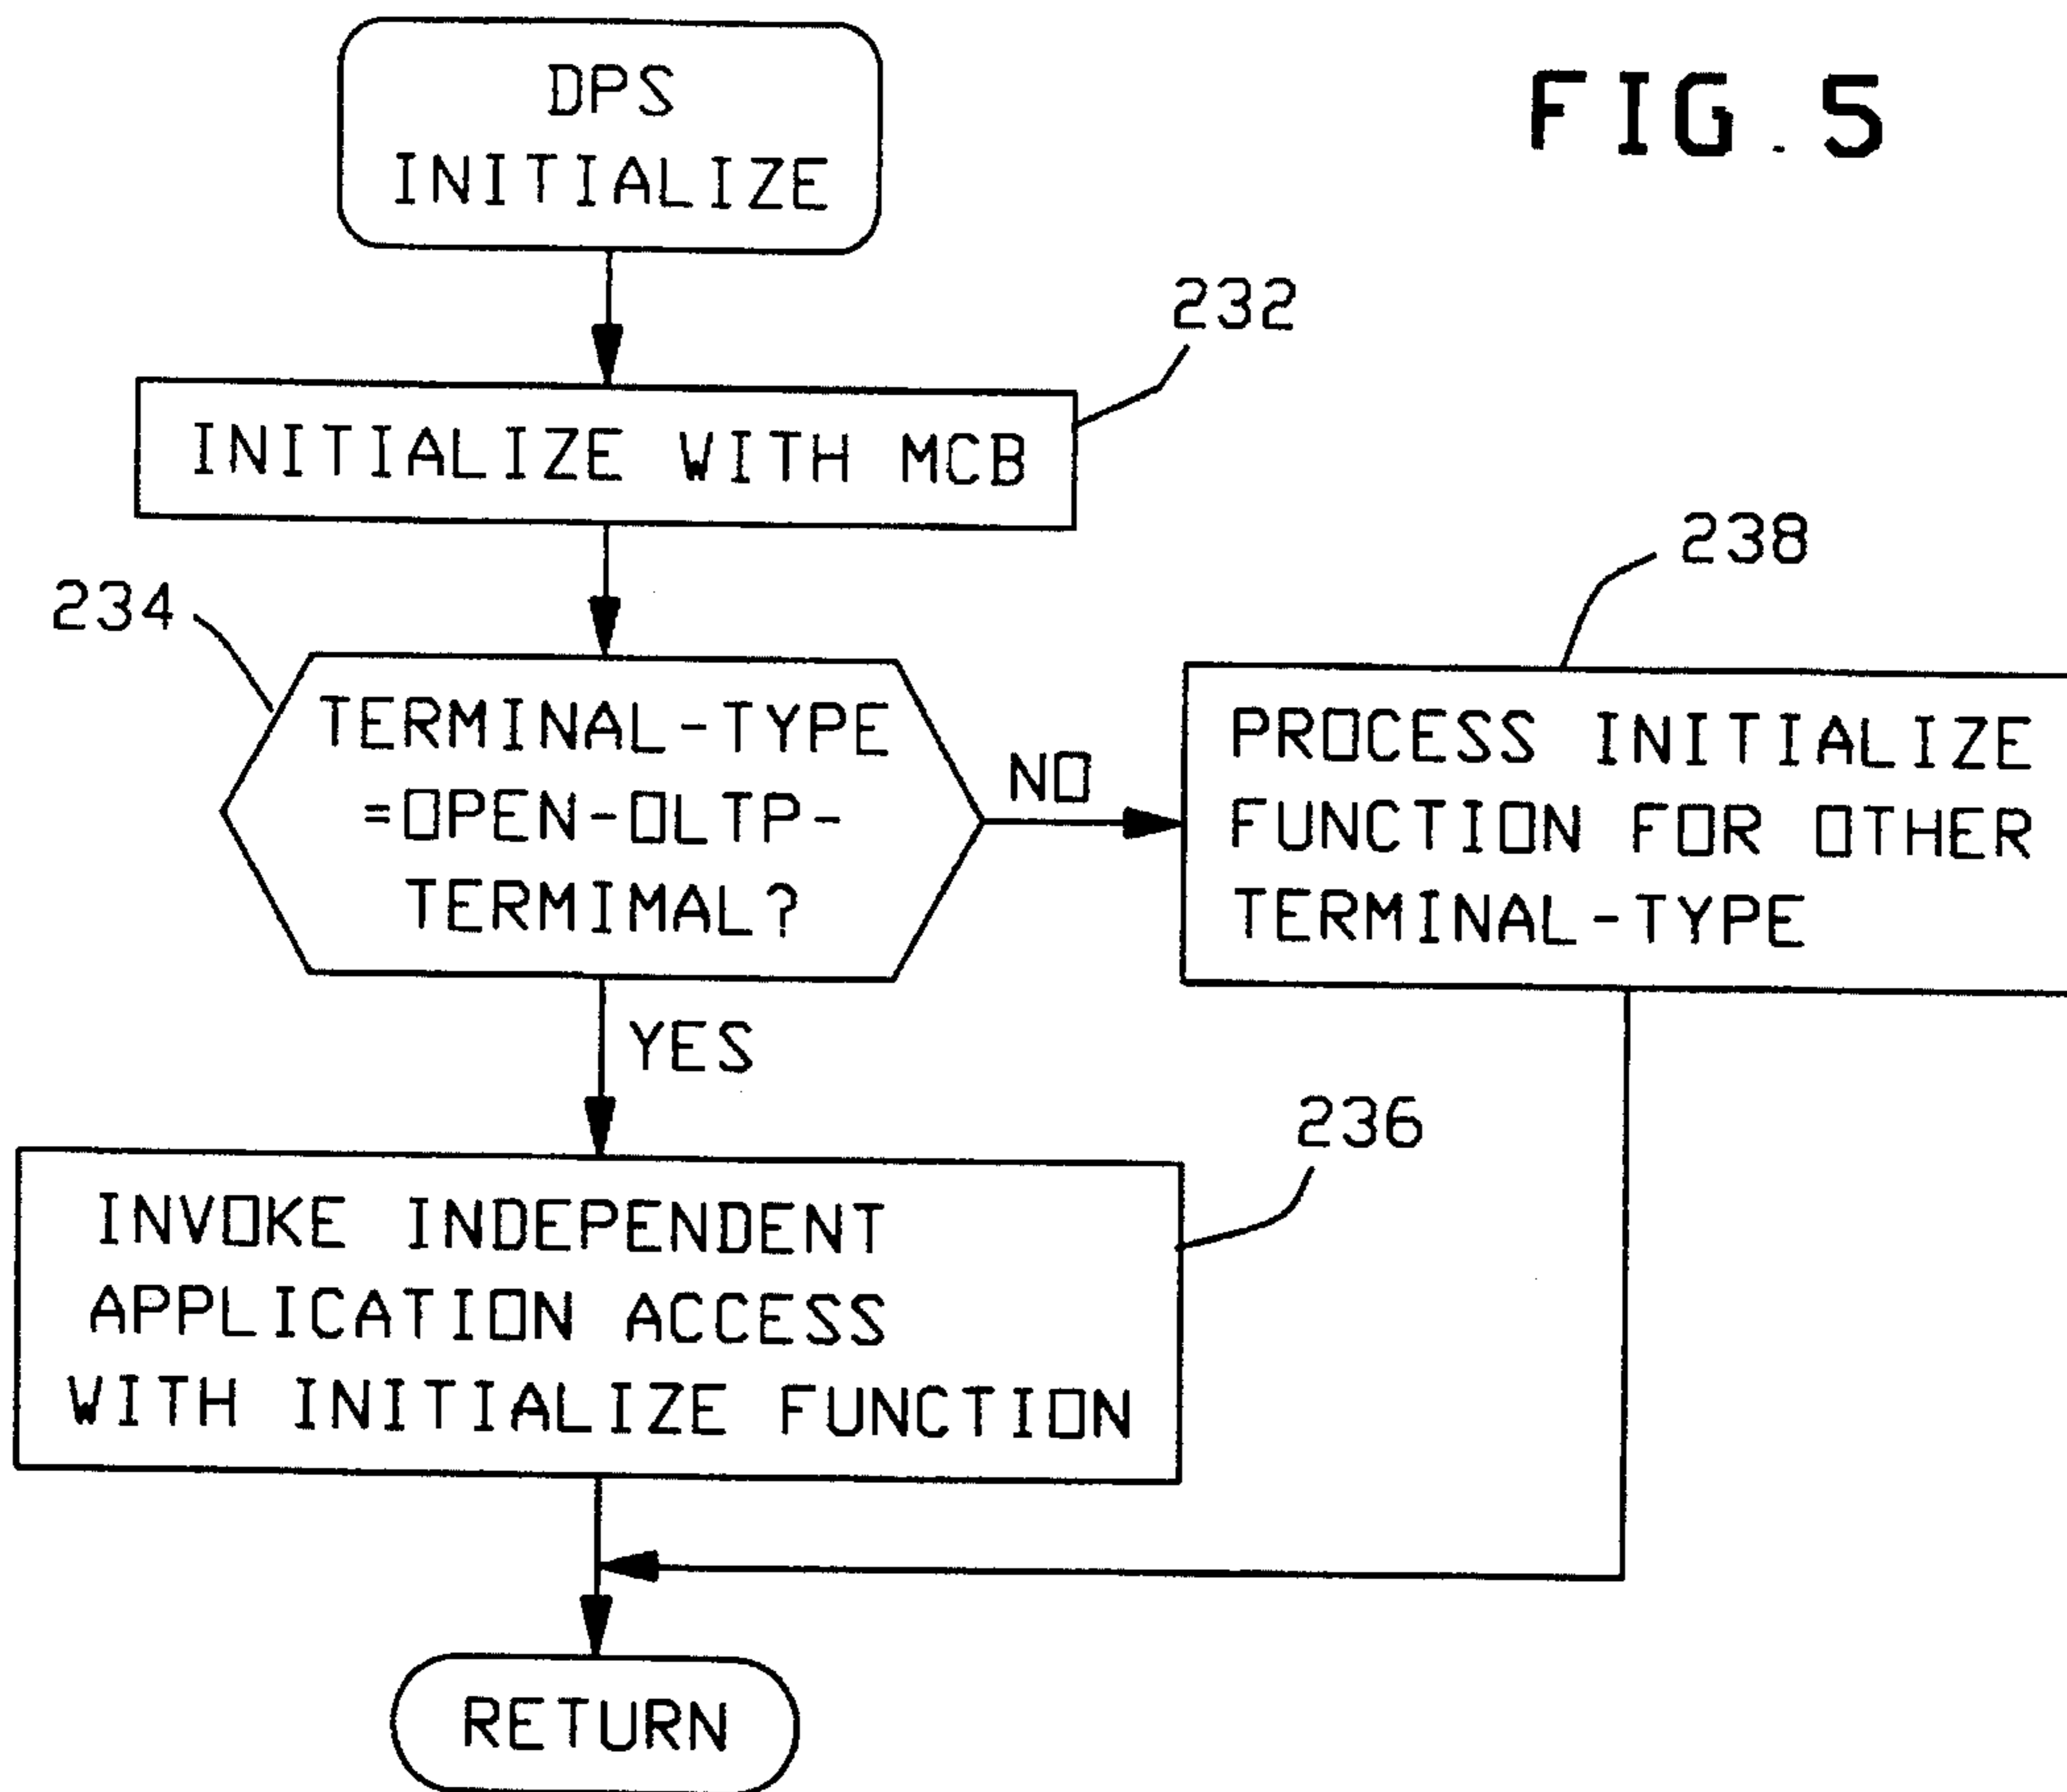 FIG.5
DPS
INITIALIZE
232
INITIALIZE WITH MCB
234
TERMINAL-TYPE
=OPEN-OLTP-
TERMIMAL?
NO
238
PROCESS INITIALIZE
FUNCTION FOR OTHER
TERMINAL-TYPE
YES
236
INVOKE INDEPENDENT
APPLICATION ACCESS
WITH INITIALIZE FUNCTION
RETURN